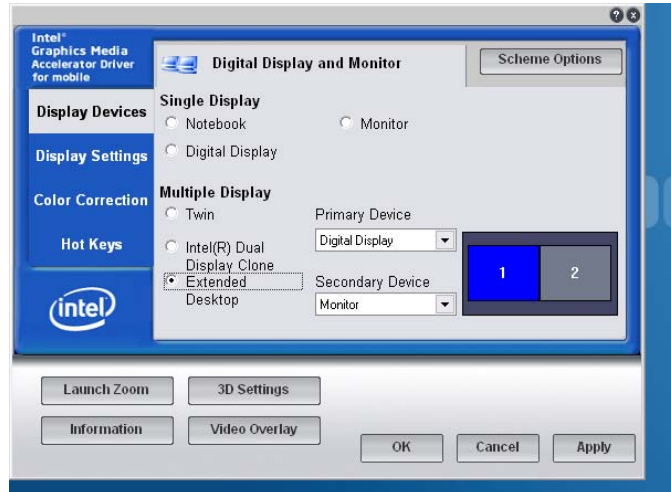 Intel®
Graphics Media
Accelerator Driver
for mobile
Digital Display and Monitor
Scheme Options
Display Devices
Display Settings
Color Correction
Hot Keys
intel
Single Display
Notebook
Monitor
Digital Display
Multiple Display
Twin
Intel(R) Dual
Display Clone
Extended
Desktop
Primary Device
Digital Display
Secondary Device
Monitor
1 2
Launch Zoom
3D Settings
Information
Video Overlay
OK
Cancel
Apply